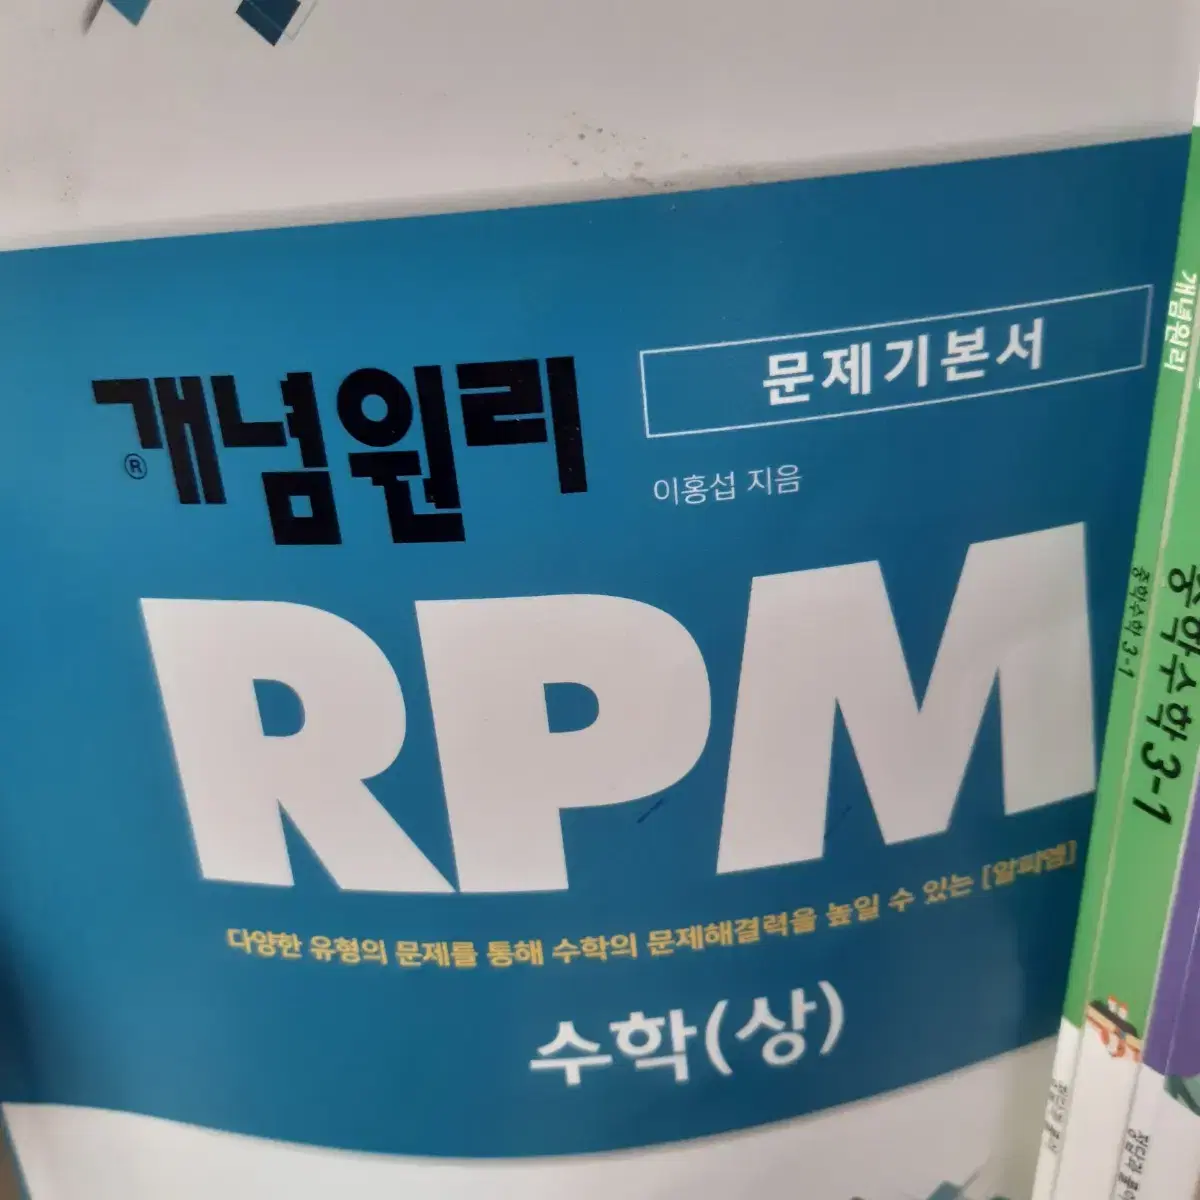 문제기본서
개념원리
®
이홍섭 지음
RPM
다양한 유형의 문제를 통해 수학의 문제해결력을 높일 수 있는 [알피엠]
수학(상)
개념원리
중학수학 3-1
중학수학 3-1